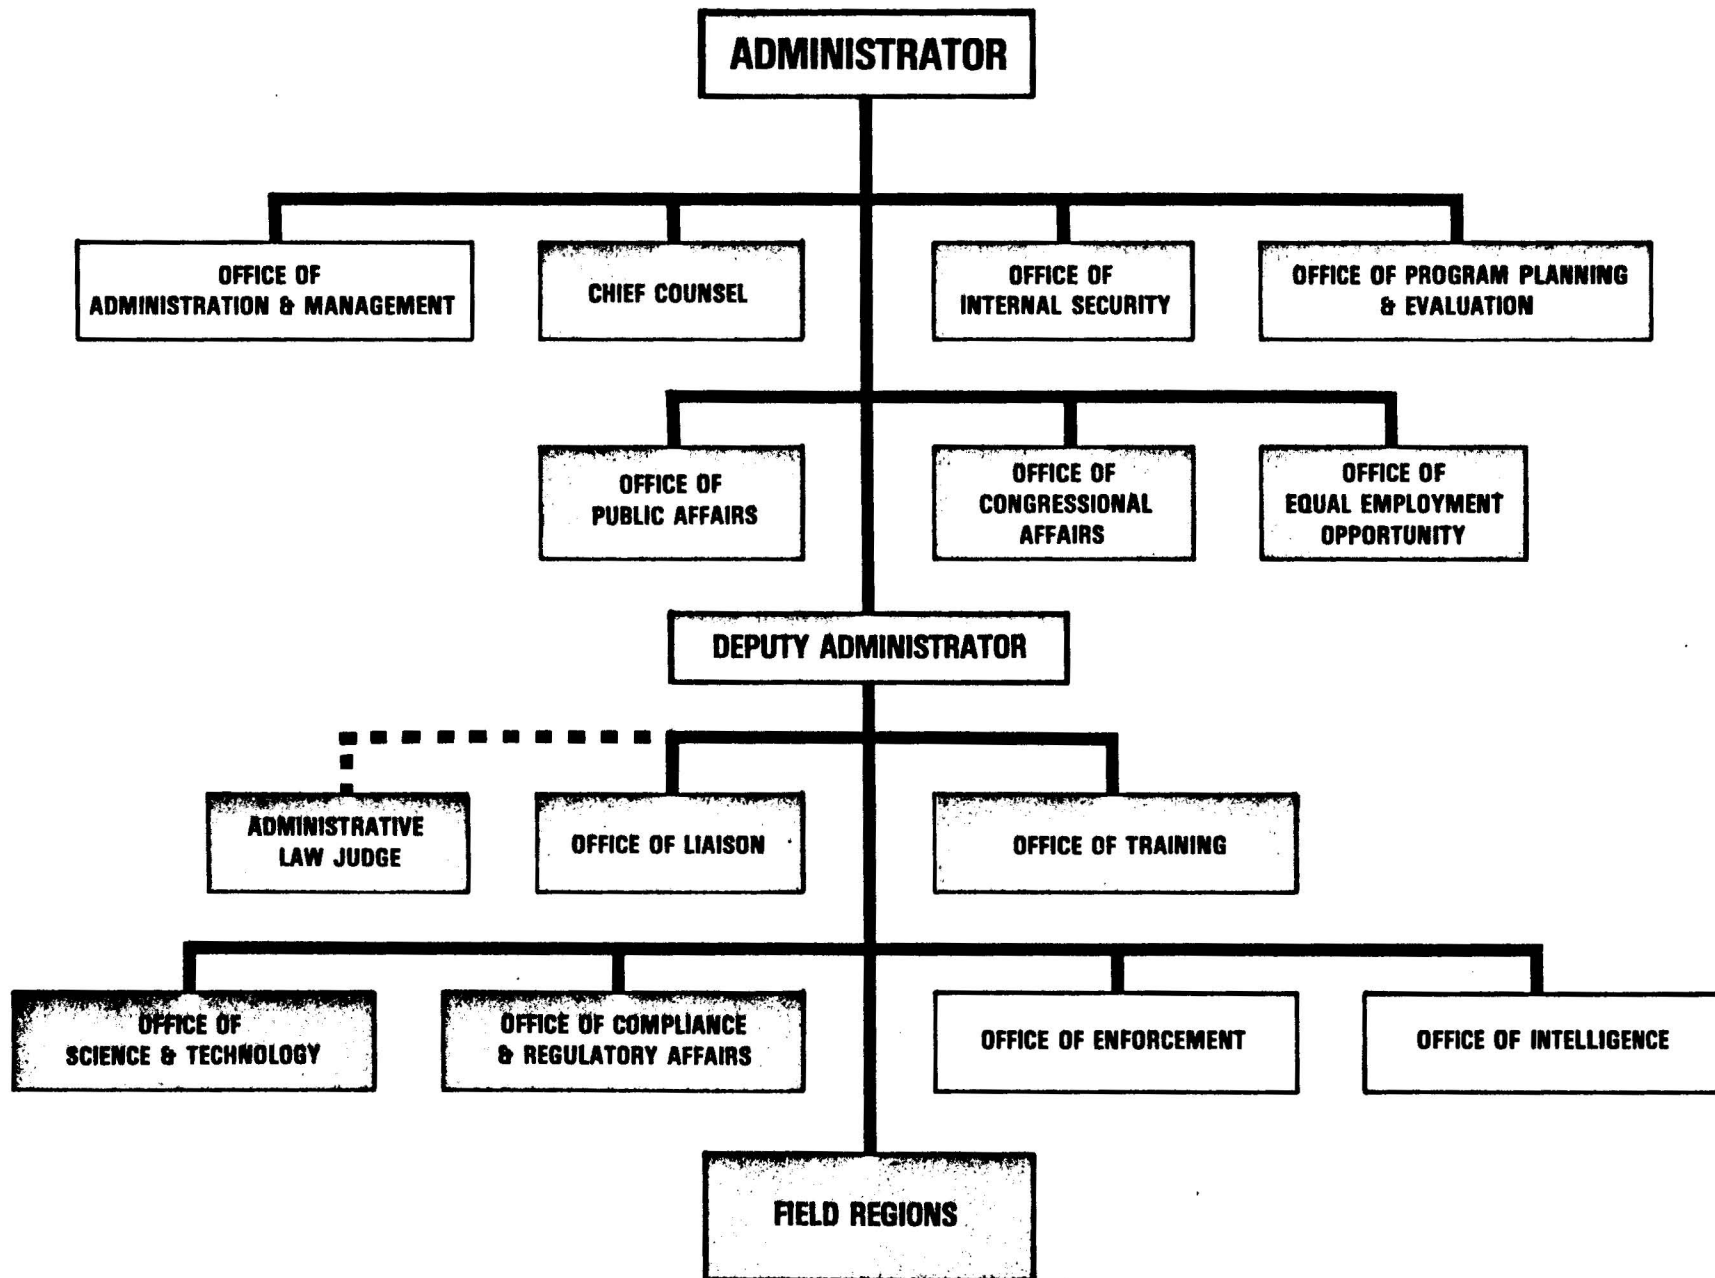 ADMINISTRATOR
OFFICE OF
ADMINISTRATION & MANAGEMENT
CHIEF COUNSEL
OFFICE OF
INTERNAL SECURITY
OFFICE OF PROGRAM PLANNING
& EVALUATION
OFFICE OF
PUBLIC AFFAIRS
OFFICE OF
CONGRESSIONAL
AFFAIRS
OFFICE OF
EQUAL EMPLOYMENT
OPPORTUNITY
DEPUTY ADMINISTRATOR
ADMINISTRATIVE
LAW JUDGE
OFFICE OF LIAISON
OFFICE OF TRAINING
OFFICE OF
SCIENCE & TECHNOLOGY
OFFICE OF COMPLIANCE
& REGULATORY AFFAIRS
OFFICE OF ENFORCEMENT
OFFICE OF INTELLIGENCE
FIELD REGIONS